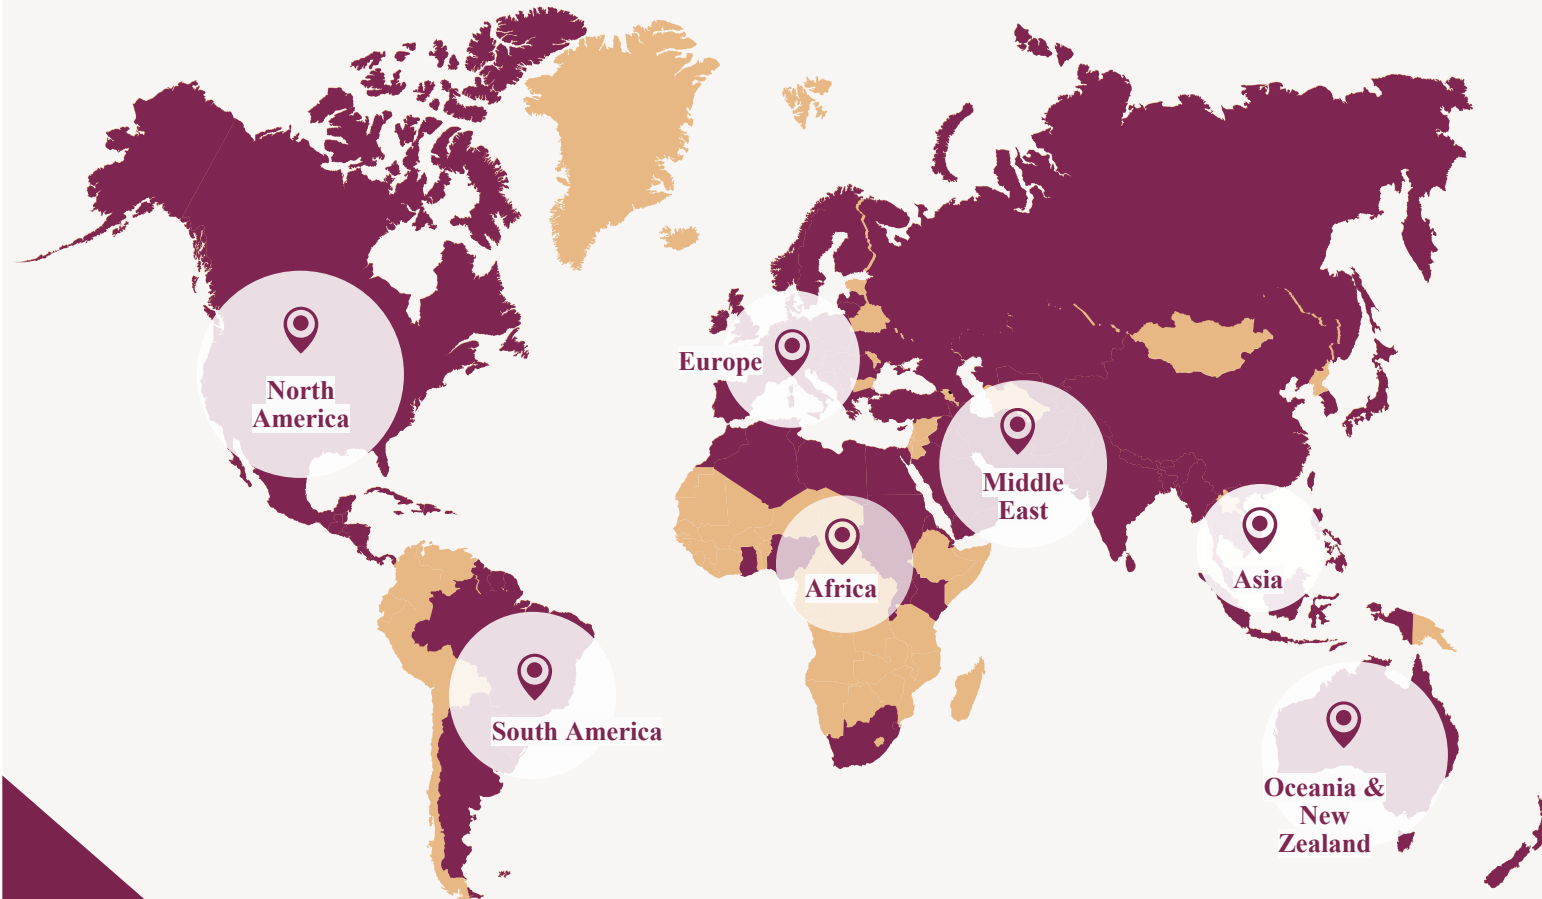 Europe
North
America
Middle
East
Africa
Asia
South America
Oceania &
New
Zealand